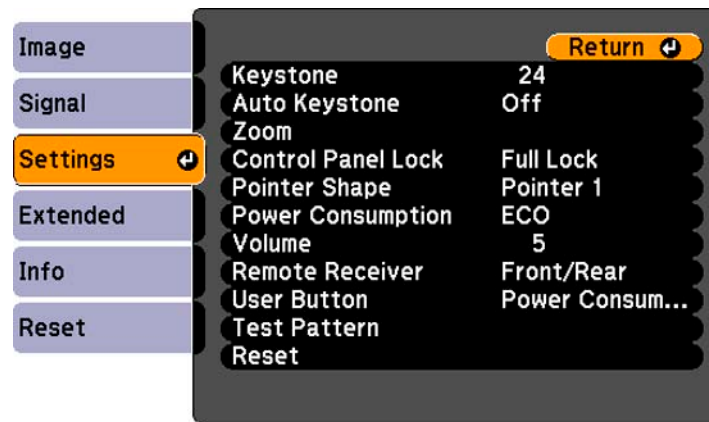 Image
Signal
Settings
Extended
Info
Reset
Return
Keystone 24
Auto Keystone Off
Zoom
Control Panel Lock Full Lock
Pointer Shape Pointer 1
Power Consumption ECO
Volume 5
Remote Receiver Front/Rear
User Button Power Consum...
Test Pattern
Reset